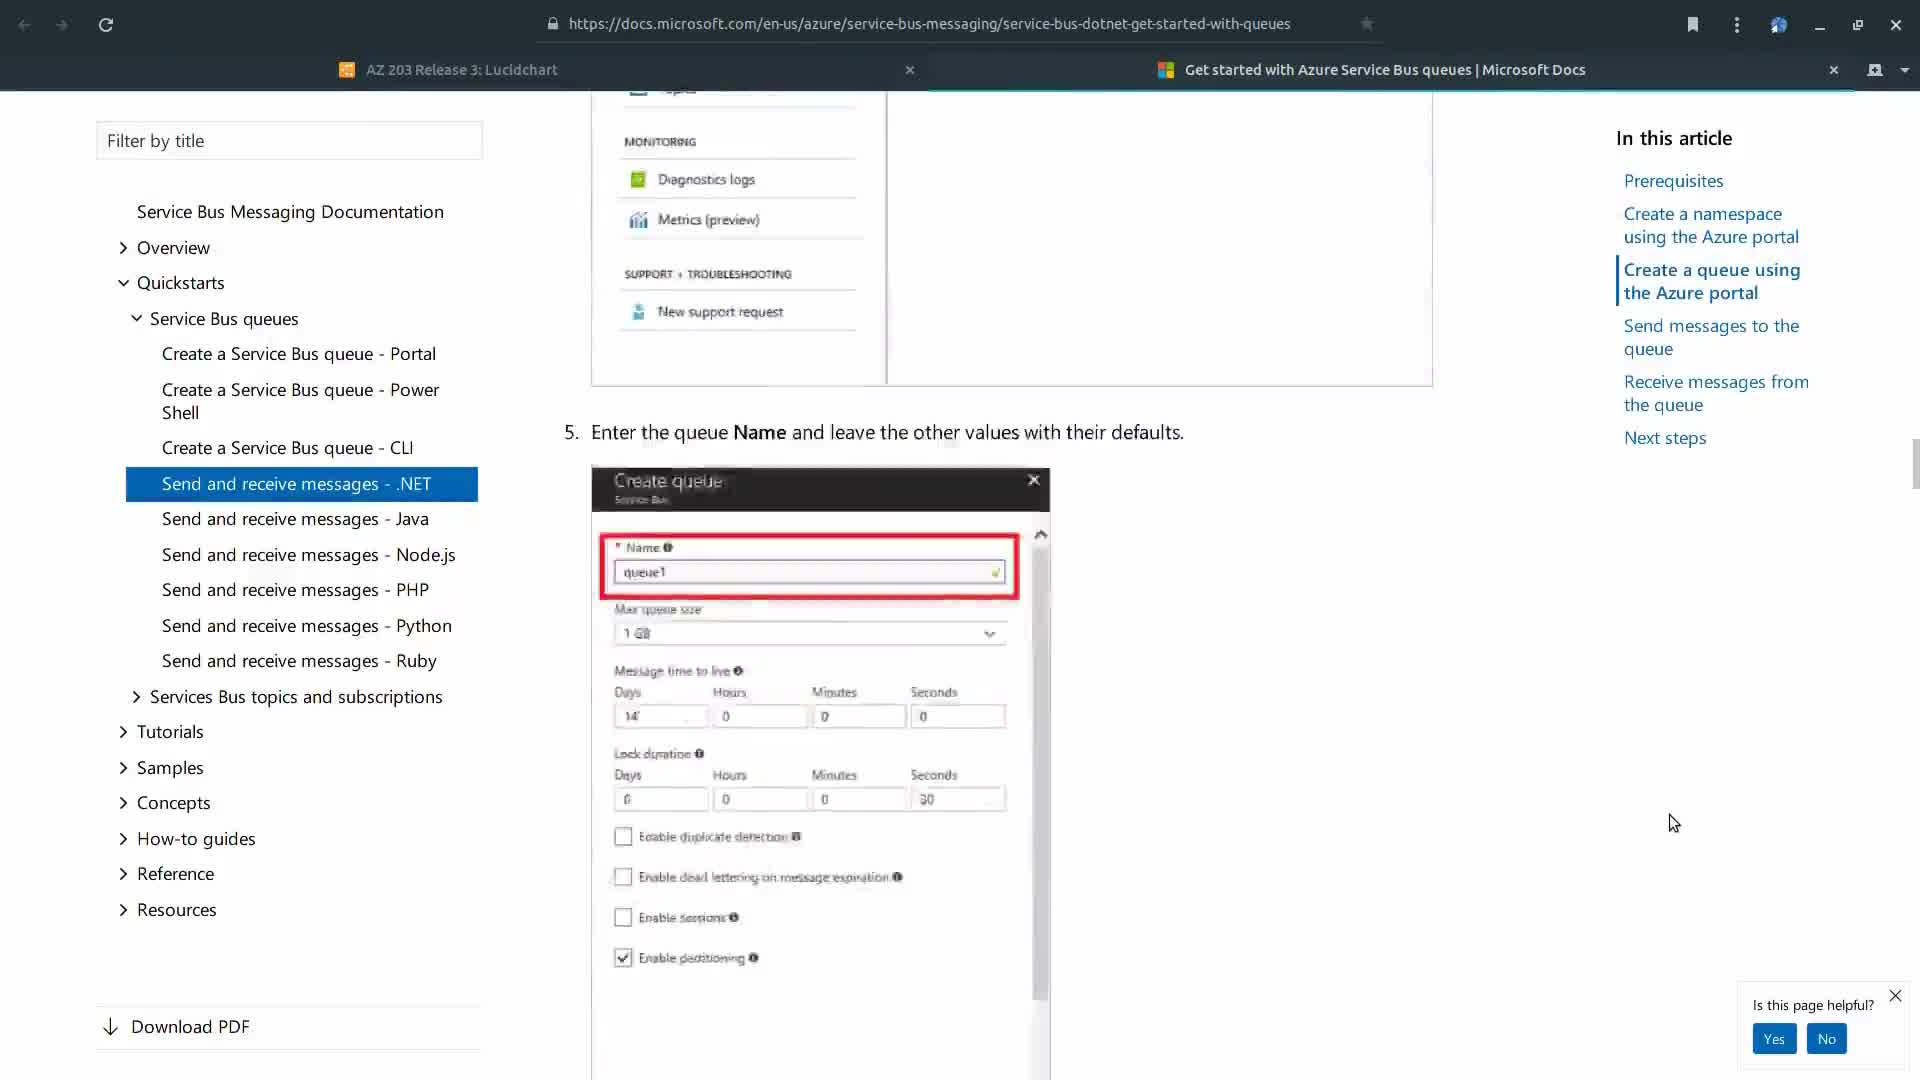 https://docs.microsoft.com/en-us/azure/service-bus-messaging/service-bus-dotnet-get-started-with-queues
AZ 203 Release 3: Lucidchart
Get started with Azure Service Bus queues | Microsoft Docs
Filter by title
Service Bus Messaging Documentation
Overview
Quickstarts
Service Bus queues
Create a Service Bus queue - Portal
Create a Service Bus queue - Power
Shell
Create a Service Bus queue - CLI
Send and receive messages - .NET
Send and receive messages - Java
Send and receive messages - Node.js
Send and receive messages - PHP
Send and receive messages - Python
Send and receive messages - Ruby
Services Bus topics and subscriptions
Tutorials
Samples
Concepts
How-to guides
Reference
Resources
Download PDF
MONITORING
Diagnostics logs
Metrics (preview)
SUPPORT + TROUBLESHOOTING
New support request
5. Enter the queue Name and leave the other values with their defaults.
Create queue
Service Bus
* Name
queue1
Max queue size
1 GB
Message time to live
Days Hours Minutes Seconds
14 0 0 0
Lock duration
Days Hours Minutes Seconds
0 0 0 30
Enable duplicate detection
Enable dead lettering on message expiration
Enable sessions
Enable partitioning
In this article
Prerequisites
Create a namespace
using the Azure portal
Create a queue using
the Azure portal
Send messages to the
queue
Receive messages from
the queue
Next steps
Is this page helpful?
Yes No